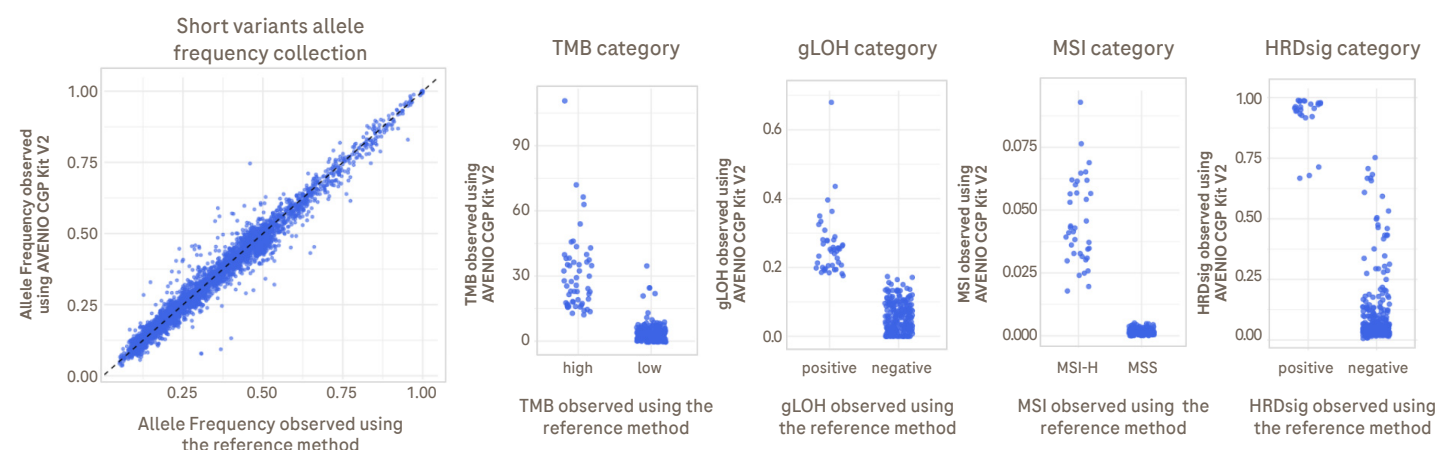 Short variants allele
frequency collection
Allele Frequency observed
using AVENIO CGP Kit V2
1.00
0.75
0.50
0.25
0.00
0.25 0.50 0.75 1.00
Allele Frequency observed using
the reference method
TMB category
TMB observed using
AVENIO CGP Kit V2
90
60
30
0
high low
TMB observed using the
reference method
gLOH category
gLOH observed using
AVENIO CGP Kit V2
0.6
0.4
0.2
0.0
positive negative
gLOH observed using
the reference method
MSI category
MSI observed using
AVENIO CGP Kit V2
0.075
0.050
0.025
0.000
MSI-H MSS
MSI observed using the
reference method
HRDsig category
HRDsig observed using
AVENIO CGP Kit V2
1.00
0.75
0.50
0.25
0.00
positive negative
HRDsig observed using
the reference method